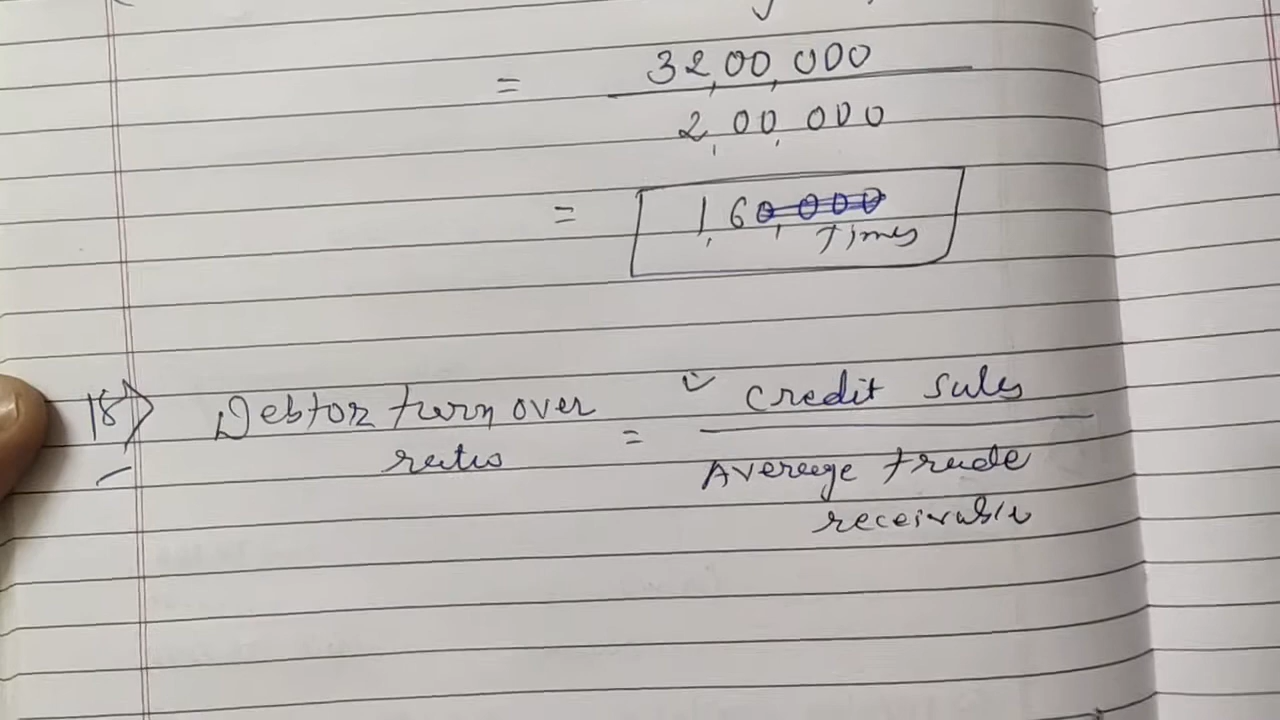 = 32,00,000
2,00,000
= 1,60,000
Times
18) Debtor turn over = credit sales
ratio
Average trade
receivable